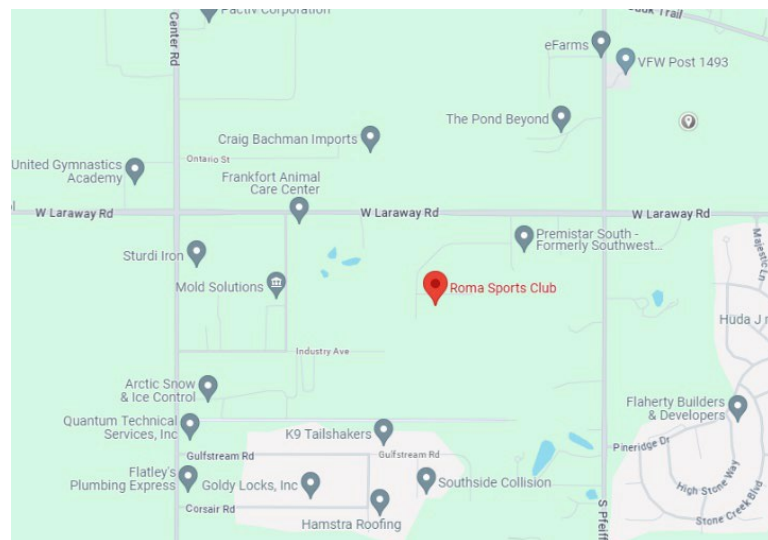 Pactiv Corporation
Center Rd
Trail
eFarms
VFW Post 1493
The Pond Beyond
Craig Bachman Imports
Ontario St
United Gymnastics
Academy
Frankfort Animal
Care Center
W Laraway Rd
W Laraway Rd
W Laraway Rd
Premistar South -
Formerly Southwest...
Majestic Ln
Sturdi Iron
Mold Solutions
Roma Sports Club
Huda J
Industry Ave
Arctic Snow
& Ice Control
Flaherty Builders
& Developers
Quantum Technical
Services, Inc
K9 Tailshakers
Pineridge Dr
Gulfstream Rd
Gulfstream Rd
Flatley's
Plumbing Express
Goldy Locks, Inc
Southside Collision
High Stone Way
Corsair Rd
Hamstra Roofing
S Pfeiff
Stone Creek Blvd